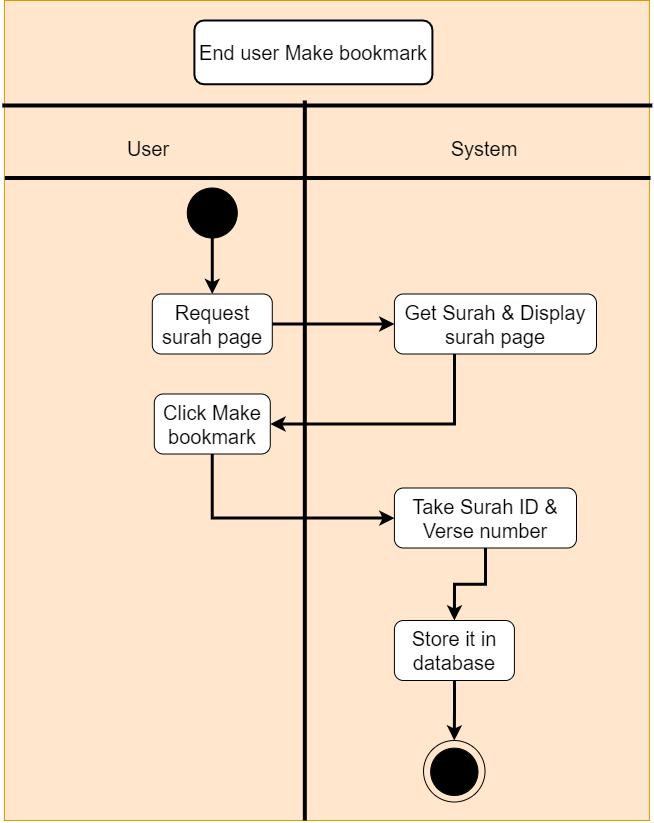 End user Make bookmark
User
System
Request
surah page
Get Surah & Display
surah page
Click Make
bookmark
Take Surah ID &
Verse number
Store it in
database